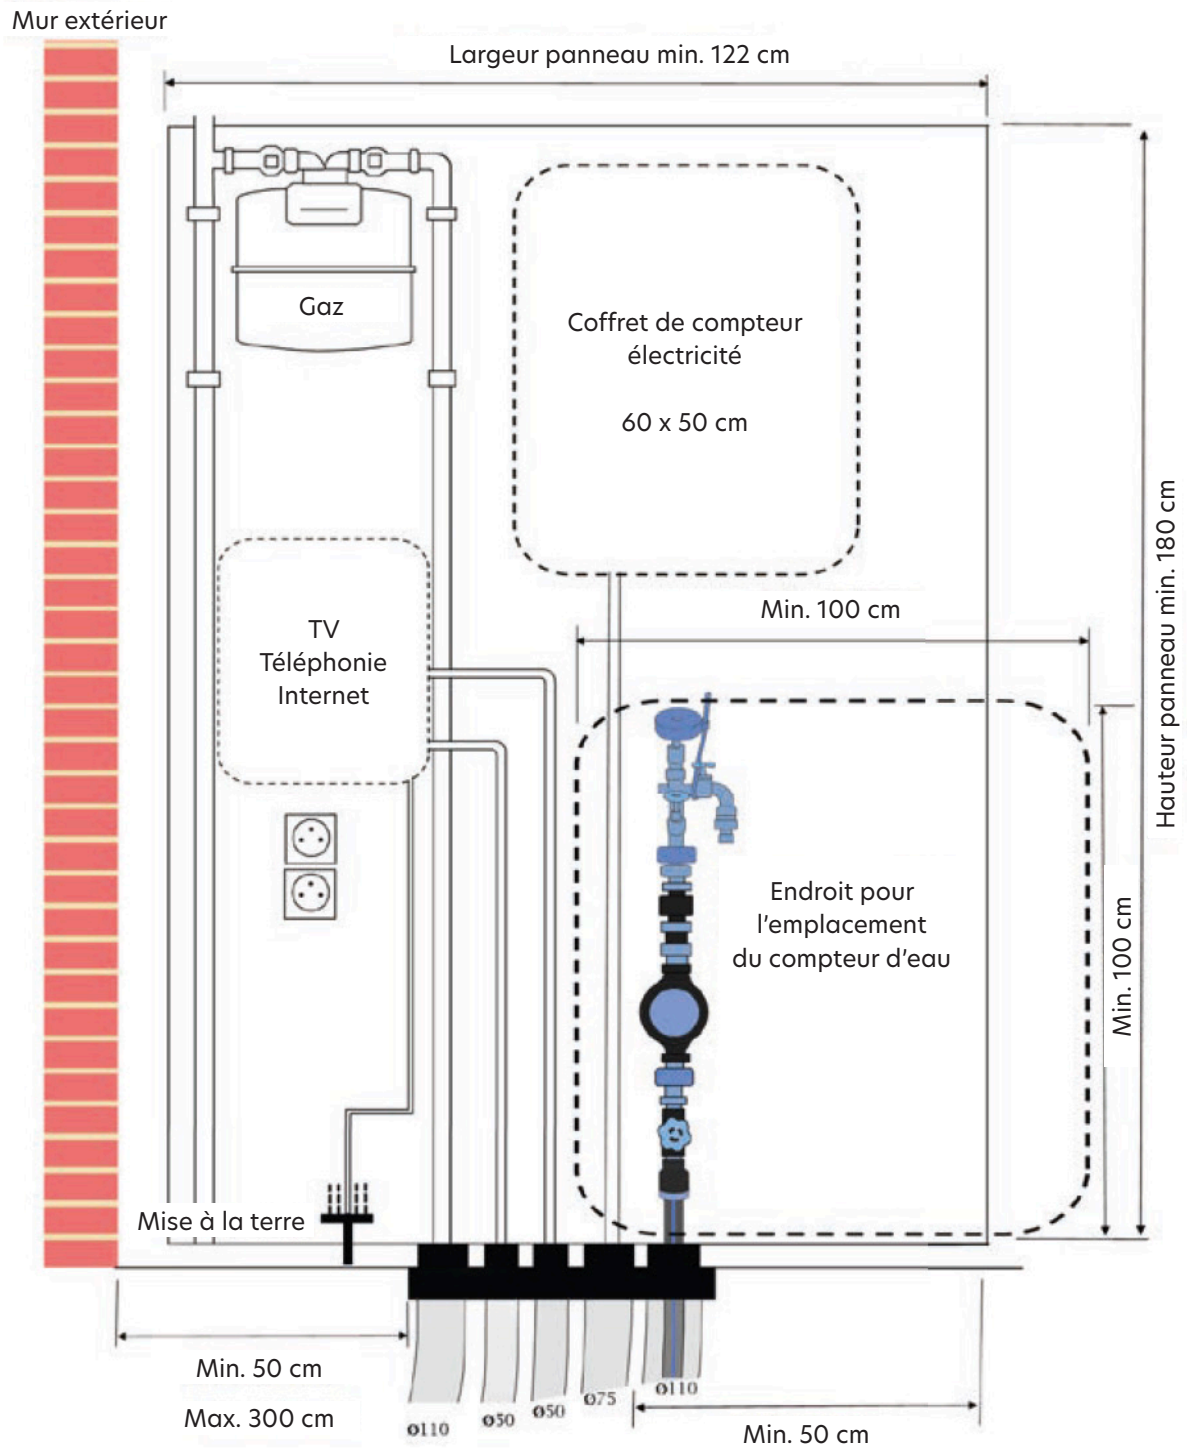 Mur extérieur
Largeur panneau min. 122 cm
Gaz
Coffret de compteur
électricité
60 x 50 cm
Hauteur panneau min. 180 cm
Min. 100 cm
TV
Téléphonie
Internet
Endroit pour
l'emplacement
du compteur d'eau
Min. 100 cm
Mise à la terre
Min. 50 cm
Max. 300 cm
ø110
ø50
ø50
ø75
ø110
Min. 50 cm